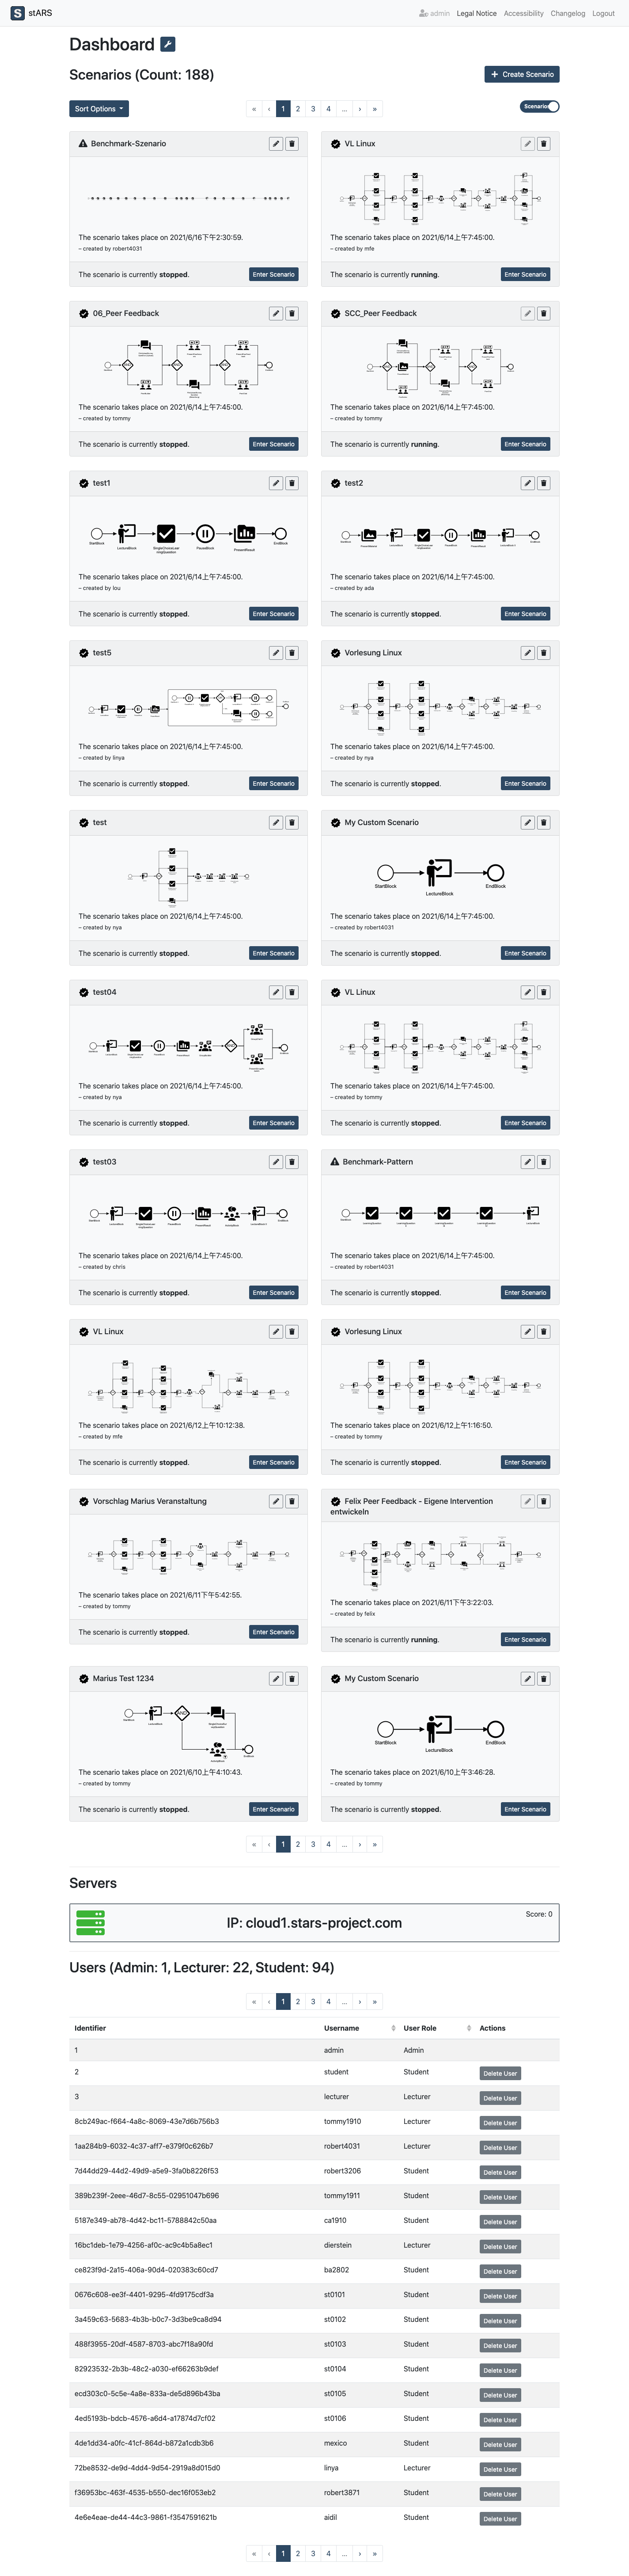 S stARS
admin Legal Notice Accessibility Changelog Logout
Dashboard
Scenarios (Count: 188)
Create Scenario
Sort Options
« ‹ 1 2 3 4 ... › »
Scenarios
Benchmark-Szenario
The scenario takes place on 2021/6/16下午2:30:59.
– created by robert4031
The scenario is currently stopped.
Enter Scenario
VL Linux
The scenario takes place on 2021/6/14上午7:45:00.
– created by mfe
The scenario is currently running.
Enter Scenario
06_Peer Feedback
The scenario takes place on 2021/6/14上午7:45:00.
– created by tommy
The scenario is currently stopped.
Enter Scenario
SCC_Peer Feedback
The scenario takes place on 2021/6/14上午7:45:00.
– created by tommy
The scenario is currently running.
Enter Scenario
test1
StartBlock
LectureBlock
SingleChoiceLear
ningQuestion
PauseBlock
PresentResult
EndBlock
The scenario takes place on 2021/6/14上午7:45:00.
– created by lou
The scenario is currently stopped.
Enter Scenario
test2
The scenario takes place on 2021/6/14上午7:45:00.
– created by ada
The scenario is currently stopped.
Enter Scenario
test5
The scenario takes place on 2021/6/14上午7:45:00.
– created by linya
The scenario is currently stopped.
Enter Scenario
Vorlesung Linux
The scenario takes place on 2021/6/14上午7:45:00.
– created by nya
The scenario is currently stopped.
Enter Scenario
test
The scenario takes place on 2021/6/14上午7:45:00.
– created by nya
The scenario is currently stopped.
Enter Scenario
My Custom Scenario
StartBlock
LectureBlock
EndBlock
The scenario takes place on 2021/6/14上午7:45:00.
– created by robert4031
The scenario is currently stopped.
Enter Scenario
test04
The scenario takes place on 2021/6/14上午7:45:00.
– created by nya
The scenario is currently stopped.
Enter Scenario
VL Linux
The scenario takes place on 2021/6/14上午7:45:00.
– created by tommy
The scenario is currently stopped.
Enter Scenario
test03
The scenario takes place on 2021/6/14上午7:45:00.
– created by chris
The scenario is currently stopped.
Enter Scenario
Benchmark-Pattern
The scenario takes place on 2021/6/14上午7:45:00.
– created by robert4031
The scenario is currently stopped.
Enter Scenario
VL Linux
The scenario takes place on 2021/6/12上午10:12:38.
– created by mfe
The scenario is currently stopped.
Enter Scenario
Vorlesung Linux
The scenario takes place on 2021/6/12上午1:16:50.
– created by tommy
The scenario is currently stopped.
Enter Scenario
Vorschlag Marius Veranstaltung
The scenario takes place on 2021/6/11下午5:42:55.
– created by tommy
The scenario is currently stopped.
Enter Scenario
Felix Peer Feedback - Eigene Intervention
entwickeln
The scenario takes place on 2021/6/11下午3:22:03.
– created by felix
The scenario is currently running.
Enter Scenario
Marius Test 1234
The scenario takes place on 2021/6/10上午4:10:43.
– created by tommy
The scenario is currently stopped.
Enter Scenario
My Custom Scenario
StartBlock
LectureBlock
EndBlock
The scenario takes place on 2021/6/10上午3:46:28.
– created by tommy
The scenario is currently stopped.
Enter Scenario
« ‹ 1 2 3 4 ... › »
Servers
IP: cloud1.stars-project.com
Score: 0
Users (Admin: 1, Lecturer: 22, Student: 94)
« ‹ 1 2 3 4 ... › »
Identifier Username User Role Actions
1 admin Admin
2 student Student Delete User
3 lecturer Lecturer Delete User
8cb249ac-f664-4a8c-8069-43e7d6b756b3 tommy1910 Lecturer Delete User
1aa284b9-6032-4c37-aff7-e379f0c626b7 robert4031 Lecturer Delete User
7d44dd29-44d2-49d9-a5e9-3fa0b8226f53 robert3206 Student Delete User
389b239f-2eee-46d7-8c55-02951047b696 tommy1911 Student Delete User
5187e349-ab78-4d42-bc11-5788842c50aa ca1910 Student Delete User
16bc1deb-1e79-4256-af0c-ac9c4b5a8ec1 dierstein Lecturer Delete User
ce823f9d-2a15-406a-90d4-020383c60cd7 ba2802 Student Delete User
0676c608-ee3f-4401-9295-4fd9175cdf3a st0101 Student Delete User
3a459c63-5683-4b3b-b0c7-3d3be9ca8d94 st0102 Student Delete User
488f3955-20df-4587-8703-abc7f18a90fd st0103 Student Delete User
82923532-2b3b-48c2-a030-ef66263b9def st0104 Student Delete User
ecd303c0-5c5e-4a8e-833a-de5d896b43ba st0105 Student Delete User
4ed5193b-bdcb-4576-a6d4-a17874d7cf02 st0106 Student Delete User
4de1dd34-a0fc-41cf-864d-b872a1cdb3b6 mexico Student Delete User
72be8532-de9d-4dd4-9d54-2919a8d015d0 linya Lecturer Delete User
f36953bc-463f-4535-b550-dec16f053eb2 robert3871 Student Delete User
4e6e4eae-de44-44c3-9861-f3547591621b aidil Student Delete User
« ‹ 1 2 3 4 ... › »